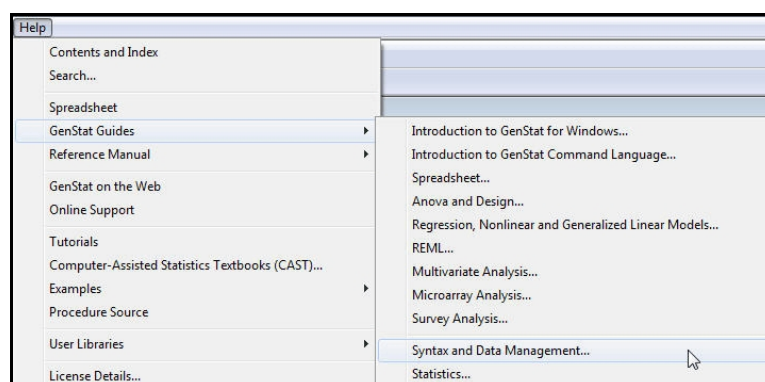 Help
Contents and Index
Search...
Spreadsheet
GenStat Guides
Reference Manual
GenStat on the Web
Online Support
Tutorials
Computer-Assisted Statistics Textbooks (CAST)...
Examples
Procedure Source
User Libraries
License Details...
Introduction to GenStat for Windows...
Introduction to GenStat Command Language...
Spreadsheet...
Anova and Design...
Regression, Nonlinear and Generalized Linear Models...
REML...
Multivariate Analysis...
Microarray Analysis...
Survey Analysis...
Syntax and Data Management...
Statistics...